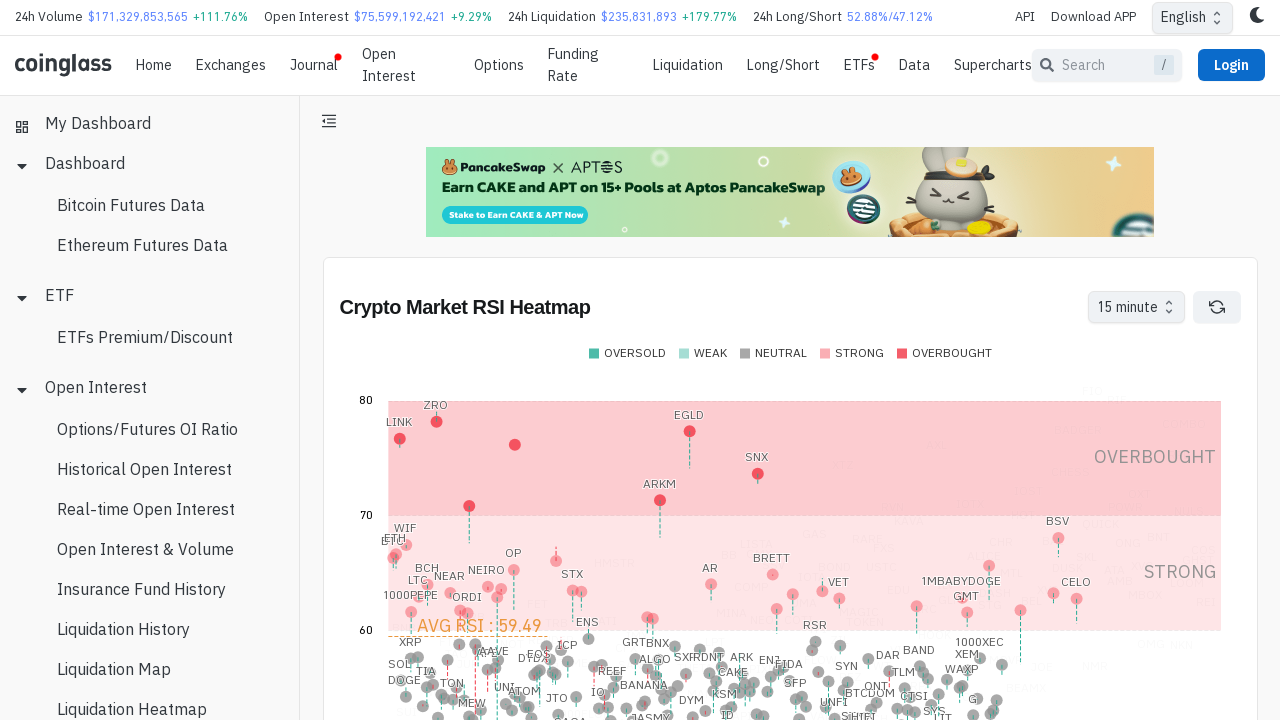 24h Volume $171,329,853,565 +111.76% Open Interest $75,599,192,421 +9.29% 24h Liquidation $235,831,893 +179.77% 24h Long/Short 52.88%/47.12% API Download APP English
coinglass Home Exchanges Journal Open Interest Options Funding Rate Liquidation Long/Short ETFs Data Supercharts Search / Login
My Dashboard
Dashboard
Bitcoin Futures Data
Ethereum Futures Data
ETF
ETFs Premium/Discount
Open Interest
Options/Futures OI Ratio
Historical Open Interest
Real-time Open Interest
Open Interest & Volume
Insurance Fund History
Liquidation History
Liquidation Map
Liquidation Heatmap
PancakeSwap × APTOS
Earn CAKE and APT on 15+ Pools at Aptos PancakeSwap
Stake to Earn CAKE & APT Now
Crypto Market RSI Heatmap
15 minute
OVERSOLD WEAK NEUTRAL STRONG OVERBOUGHT
80
ZRO
EGLD
LINK
OVERBOUGHT
SNX
ARKM
70
BSV
WIF
ETH
BTC
OP
BRETT
BCH AR
NEIRO
STX
STRONG
NEAR
LTC
VET
1MBABYDOGE
CELO
1000PEPE
ORDI
GMT
ENS
RSR
60
AVG RSI : 59.49
XRP
ICP
GRT
BNX
1000XEC
AAVE
XEM
DAR
BAND
SOL
TIA
ALGO
ARK
FIDA
SYN
WAXP
DOGE
TON
UNI
REEF
CAKE
TLM
ATOM
BANANA
SFP
ONT
MEW
JTO
IO
DYM
KSM
UNFI
BTCDOM
CTSI
G
JASMY
ID
SYS